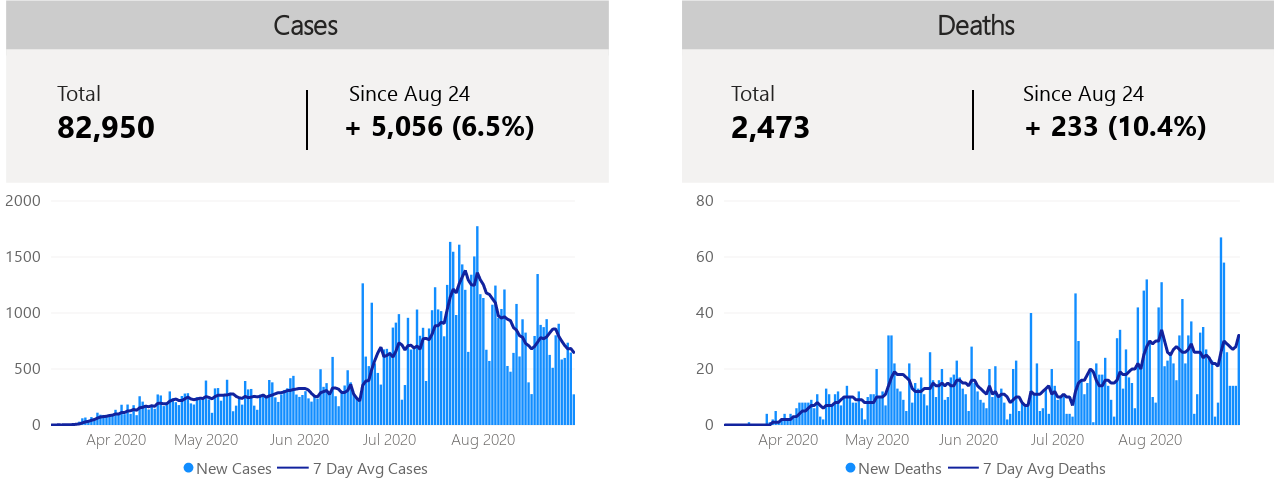 Cases
Total
Since Aug 24
82,950
+ 5,056 (6.5%)
2000
1500
1000
500
0
Apr 2020 May 2020 Jun 2020 Jul 2020 Aug 2020
New Cases 7 Day Avg Cases
Deaths
Total
Since Aug 24
2,473
+ 233 (10.4%)
80
60
40
20
0
Apr 2020 May 2020 Jun 2020 Jul 2020 Aug 2020
New Deaths 7 Day Avg Deaths